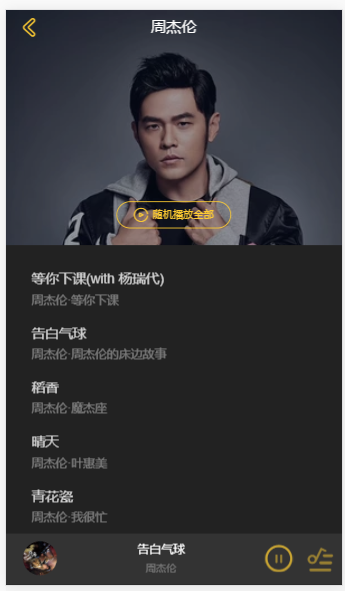 周杰伦
随机播放全部
等你下课(with 杨瑞代)
周杰伦·等你下课
告白气球
周杰伦·周杰伦的床边故事
稻香
周杰伦·魔杰座
晴天
周杰伦·叶惠美
青花瓷
周杰伦·我很忙
告白气球
周杰伦